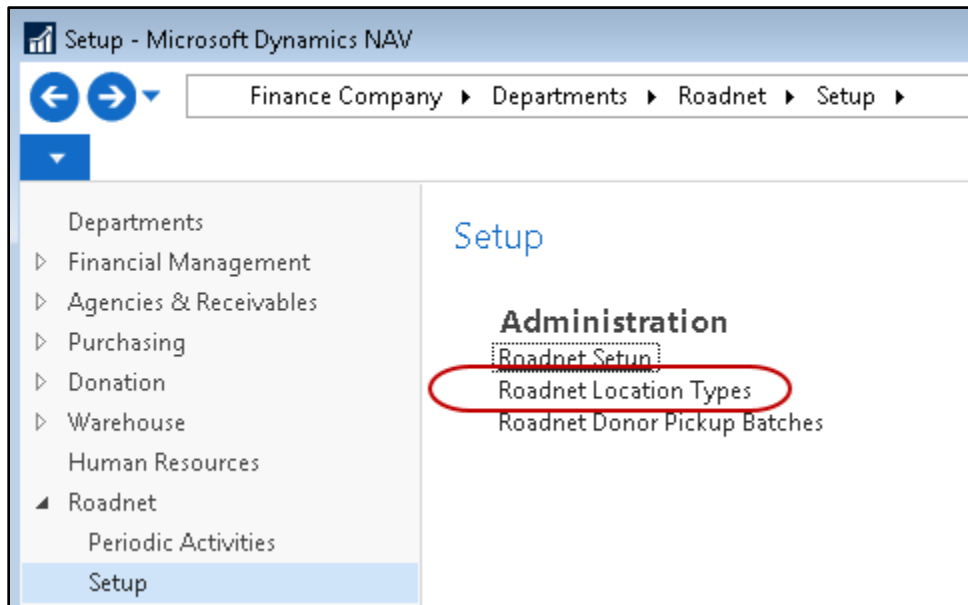 Setup - Microsoft Dynamics NAV
Finance Company ▸ Departments ▸ Roadnet ▸ Setup ▸
Departments
Financial Management
Agencies & Receivables
Purchasing
Donation
Warehouse
Human Resources
Roadnet
Periodic Activities
Setup
Setup
Administration
Roadnet Setup
Roadnet Location Types
Roadnet Donor Pickup Batches